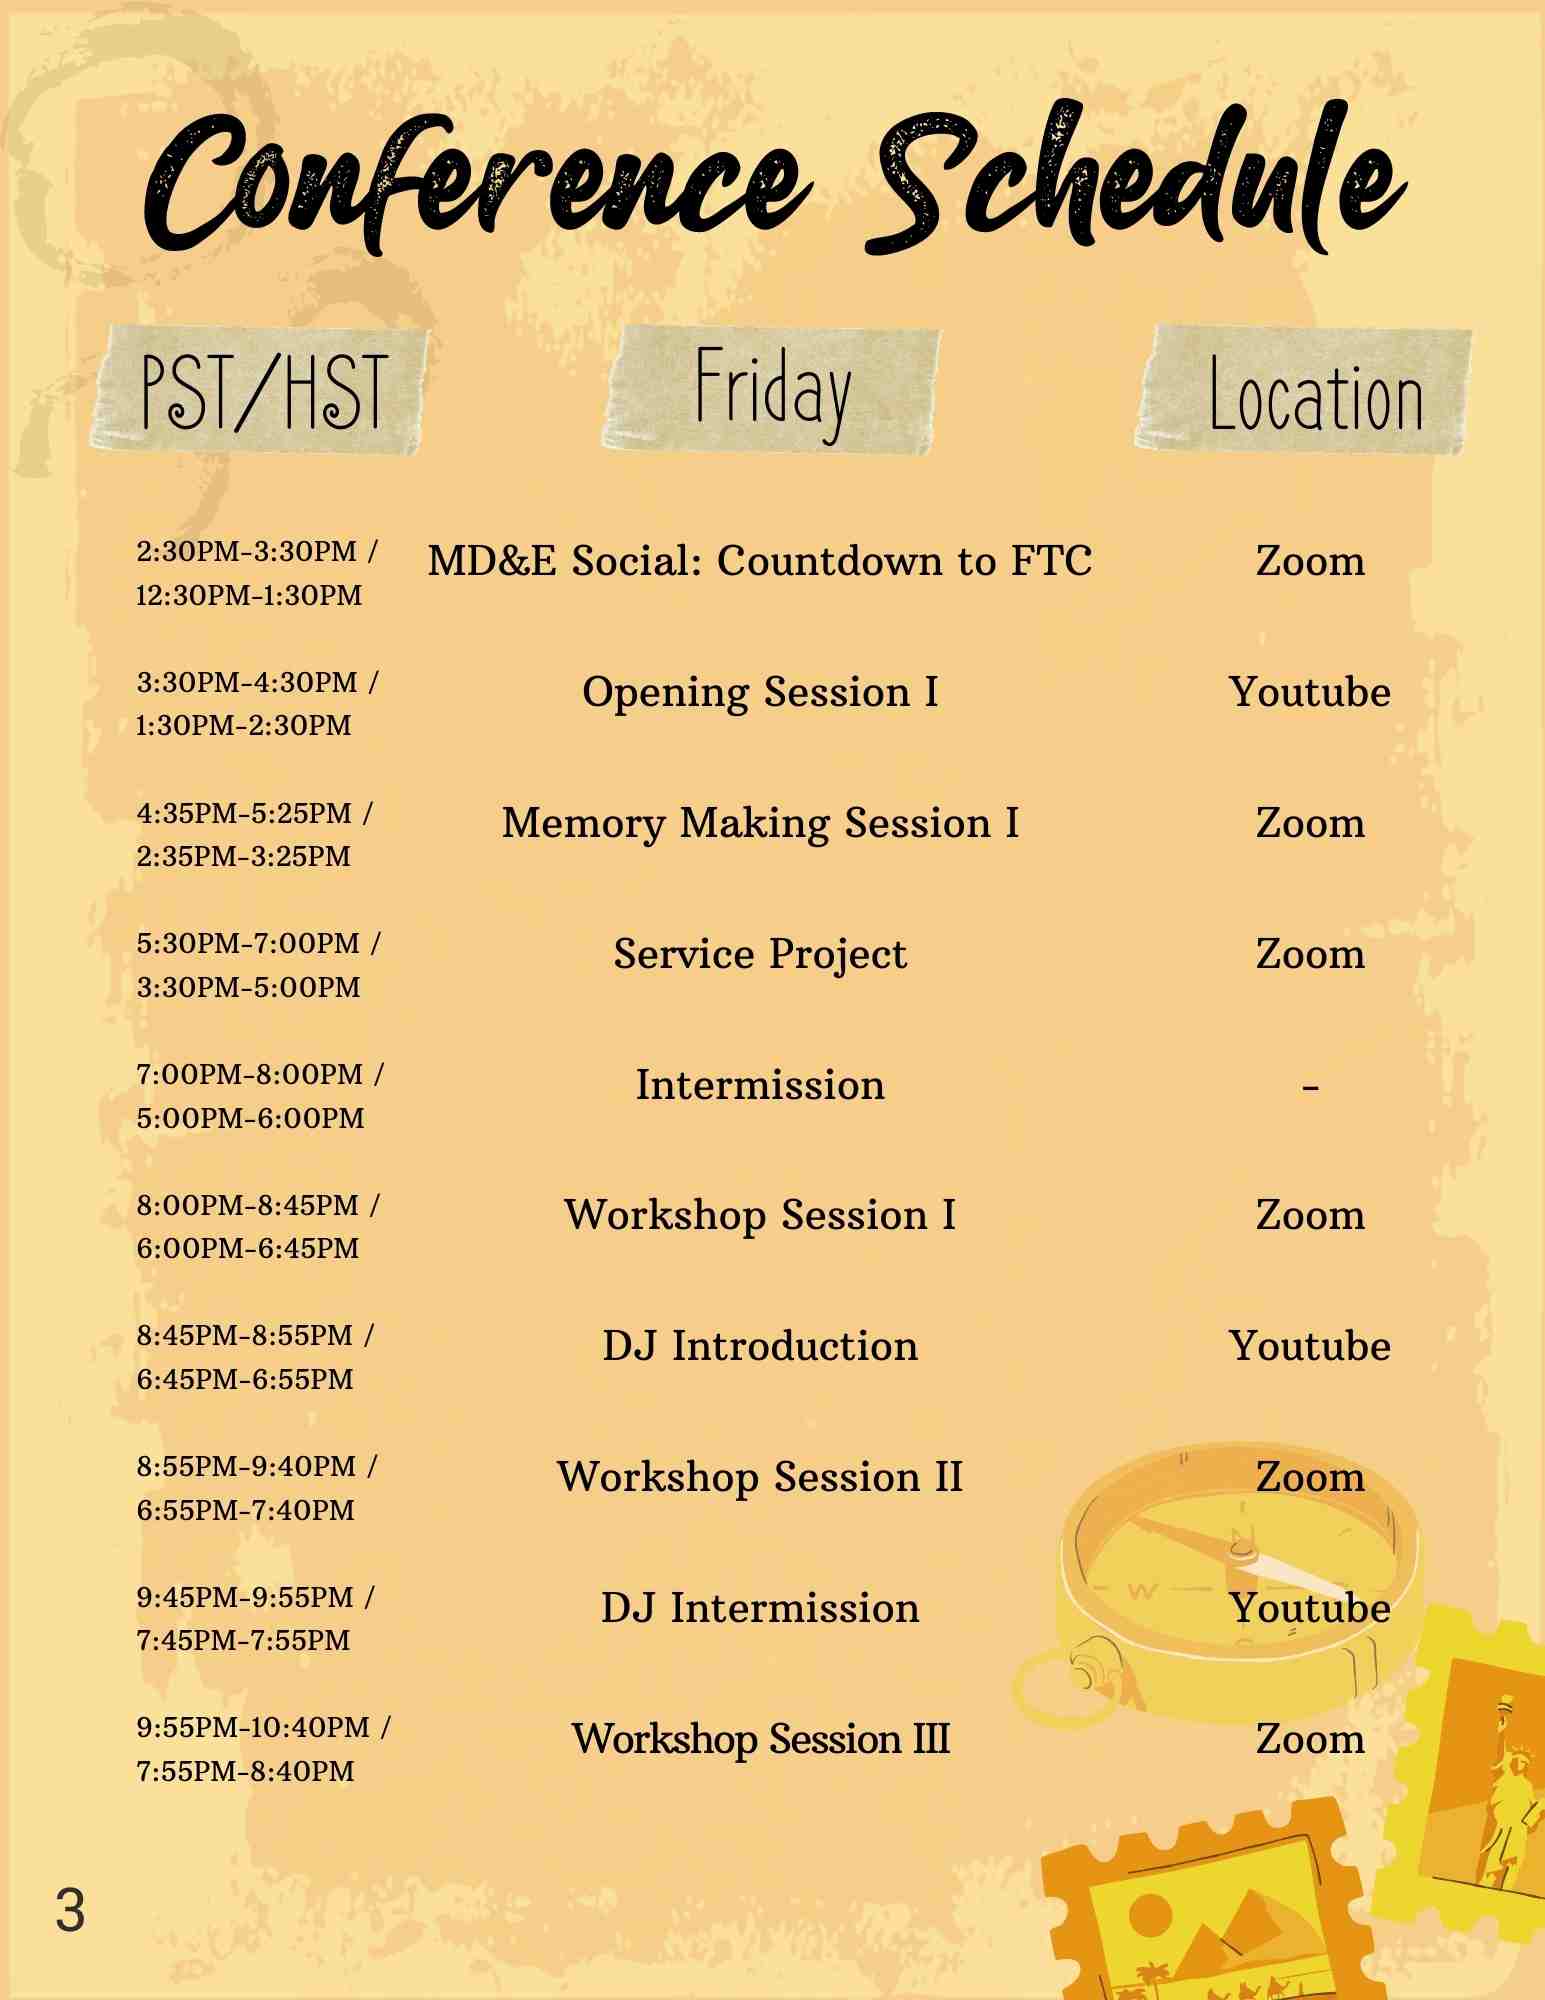 Conference Schedule
PST/HST
Friday
Location
2:30PM-3:30PM /
12:30PM-1:30PM
MD&E Social: Countdown to FTC
Zoom
3:30PM-4:30PM /
1:30PM-2:30PM
Opening Session I
Youtube
4:35PM-5:25PM /
2:35PM-3:25PM
Memory Making Session I
Zoom
5:30PM-7:00PM /
3:30PM-5:00PM
Service Project
Zoom
7:00PM-8:00PM /
5:00PM-6:00PM
Intermission
-
8:00PM-8:45PM /
6:00PM-6:45PM
Workshop Session I
Zoom
8:45PM-8:55PM /
6:45PM-6:55PM
DJ Introduction
Youtube
8:55PM-9:40PM /
6:55PM-7:40PM
Workshop Session II
Zoom
N
W
9:45PM-9:55PM /
7:45PM-7:55PM
DJ Intermission
Youtube
9:55PM-10:40PM /
7:55PM-8:40PM
Workshop Session III
Zoom
3